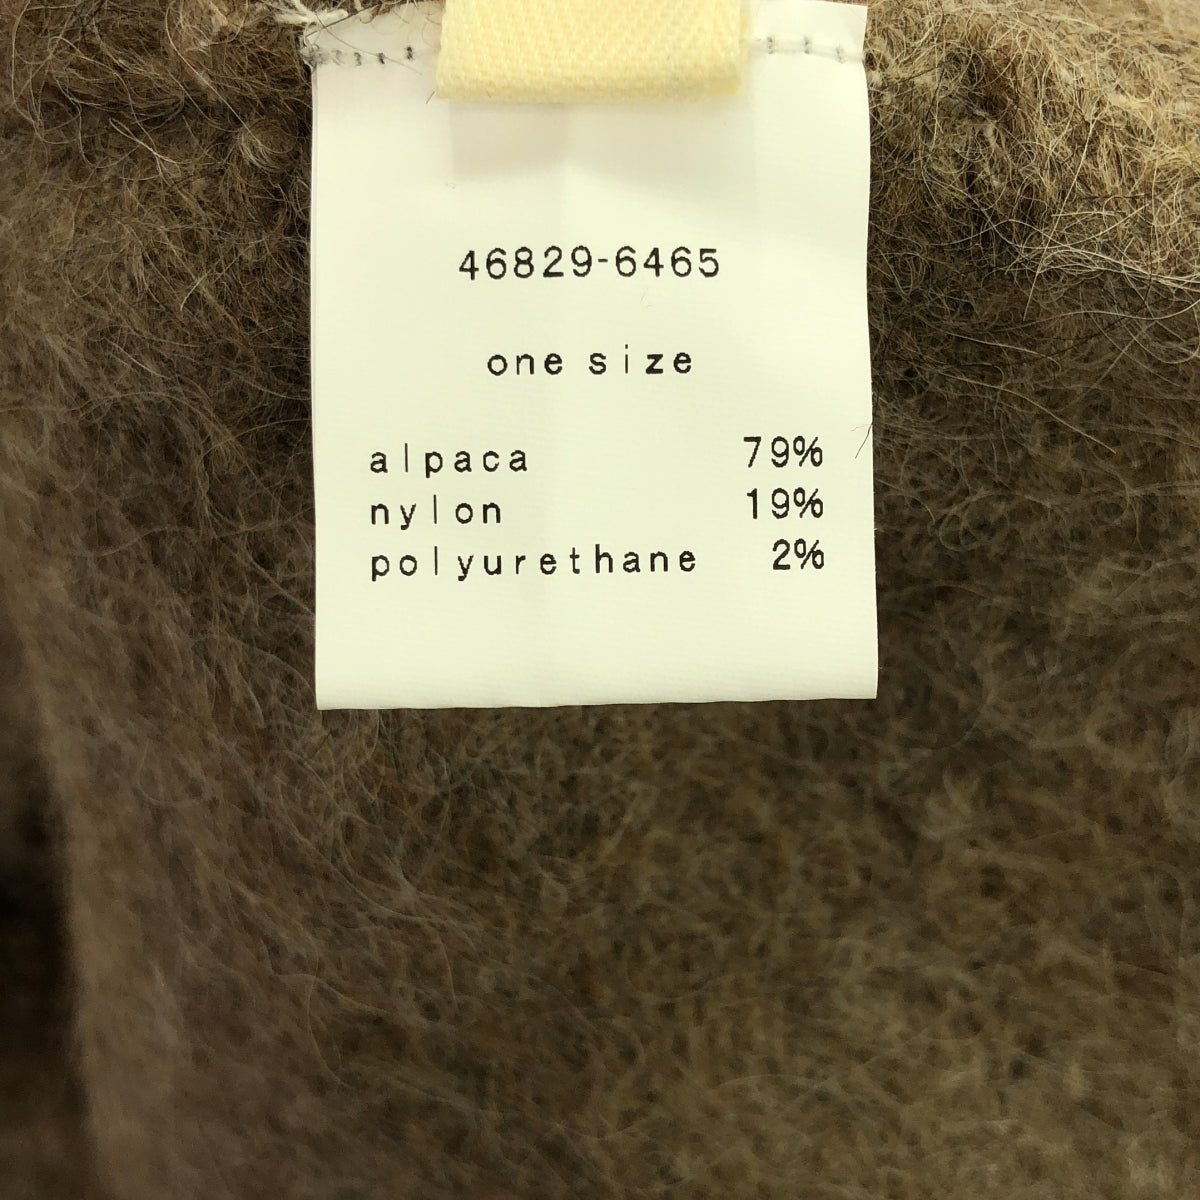 46829-6465
one size
alpaca 79%
nylon 19%
polyurethane 2%